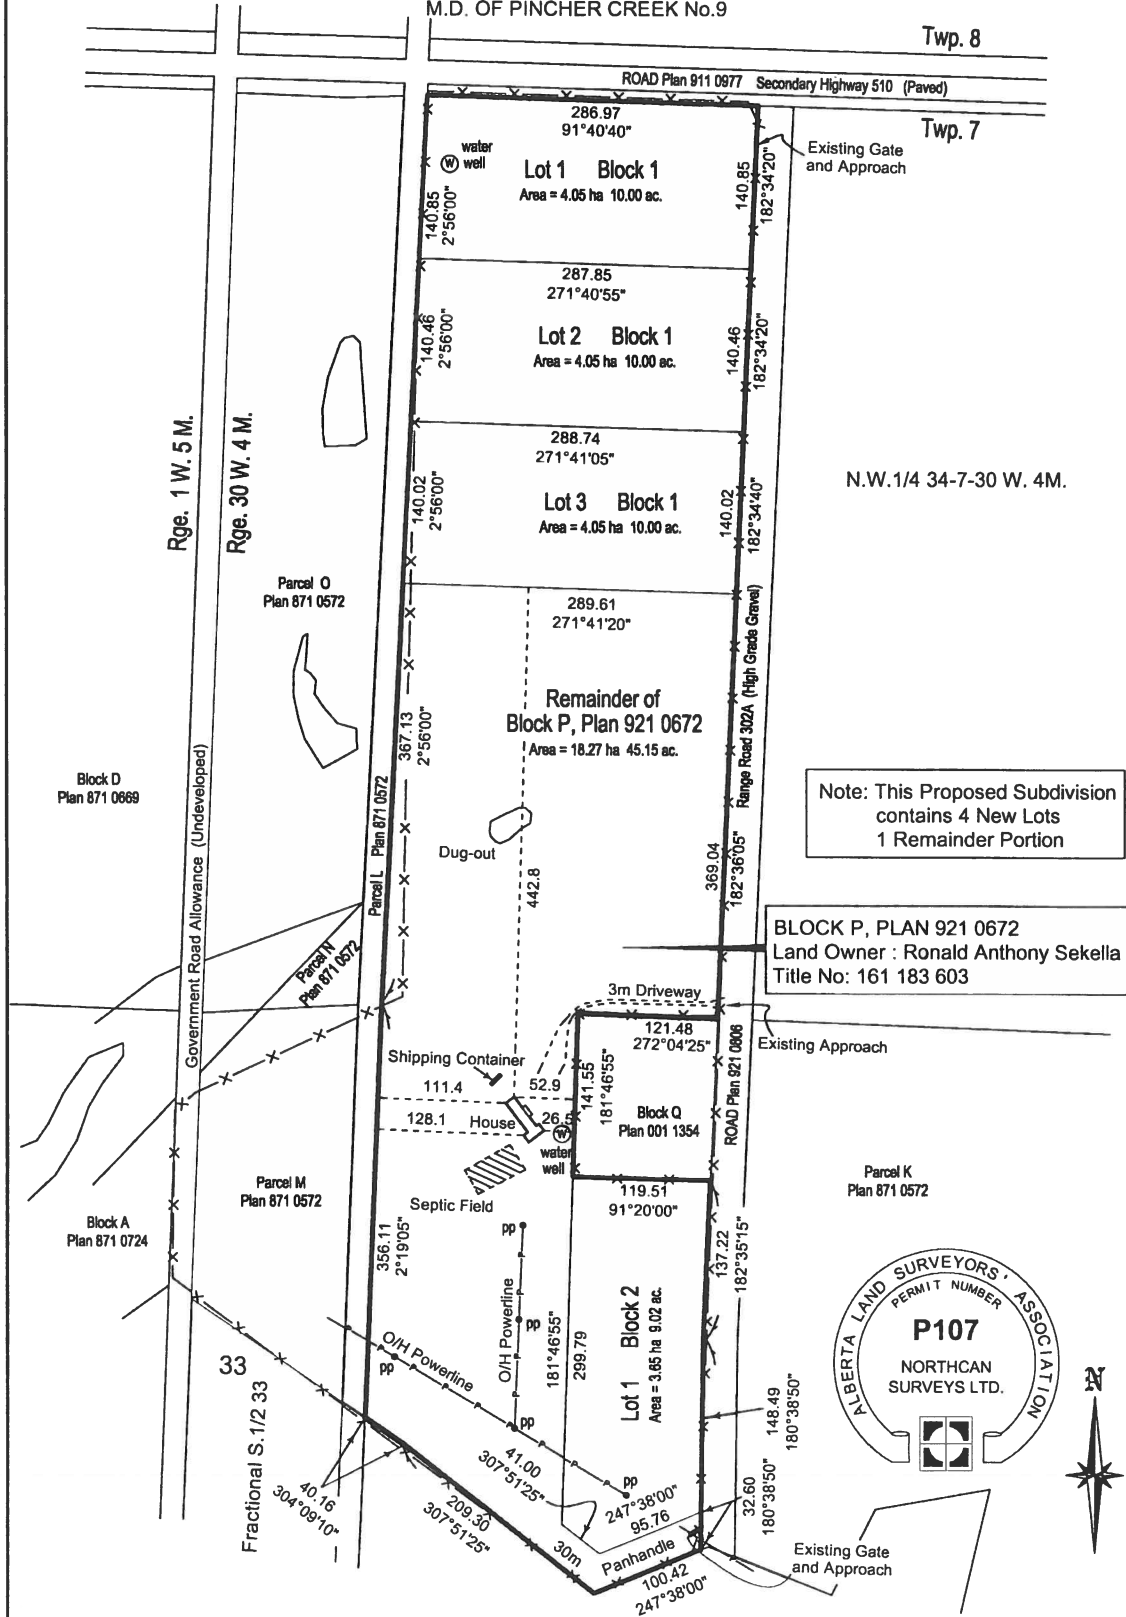 M.D. OF PINCHER CREEK No.9
Twp. 8
ROAD Plan 911 0977 Secondary Highway 510 (Paved)
Twp. 7
286.97
91°40'40"
Existing Gate
and Approach
water
well
W
Lot 1 Block 1
Area = 4.05 ha 10.00 ac.
140.85
2°56'00"
140.85
182°34'20"
287.85
271°40'55"
Lot 2 Block 1
Area = 4.05 ha 10.00 ac.
140.46
2°56'00"
140.46
182°34'20"
288.74
271°41'05"
Lot 3 Block 1
Area = 4.05 ha 10.00 ac.
140.02
2°56'00"
140.02
182°34'40"
Rge. 1 W. 5 M.
Rge. 30 W. 4 M.
N.W.1/4 34-7-30 W. 4M.
Parcel O
Plan 871 0572
289.61
271°41'20"
Remainder of
Block P, Plan 921 0672
Area = 18.27 ha 45.15 ac.
367.13
2°56'00"
Range Road 302A (High Grade Gravel)
Block D
Plan 871 0669
Government Road Allowance (Undeveloped)
Parcel L Plan 871 0572
Dug-out
442.8
369.04
182°36'05"
Note: This Proposed Subdivision
contains 4 New Lots
1 Remainder Portion
BLOCK P, PLAN 921 0672
Land Owner : Ronald Anthony Sekella
Title No: 161 183 603
Parcel N
Plan 871 0572
3m Driveway
121.48
272°04'25"
Existing Approach
Shipping Container
111.4
52.9
141.55
181°46'55"
ROAD Plan 921 0806
128.1
House
26.5
W
water
well
Block Q
Plan 001 1354
Parcel K
Plan 871 0572
Parcel M
Plan 871 0572
Septic Field
119.51
91°20'00"
Block A
Plan 871 0724
356.11
2°19'05"
pp
pp
pp
pp
pp
O/H Powerline
O/H Powerline
181°46'55"
299.79
Lot 1 Block 2
Area = 3.65 ha 9.02 ac.
137.22
182°35'15"
148.49
180°38'50"
ALBERTA LAND SURVEYORS' ASSOCIATION
PERMIT NUMBER
P107
NORTHCAN
SURVEYS LTD.
N
33
Fractional S.1/2 33
40.16
304°09'10"
209.30
307°51'25"
41.00
307°51'25"
247°38'00"
95.76
32.60
180°38'50"
30m
Panhandle
100.42
247°38'00"
Existing Gate
and Approach